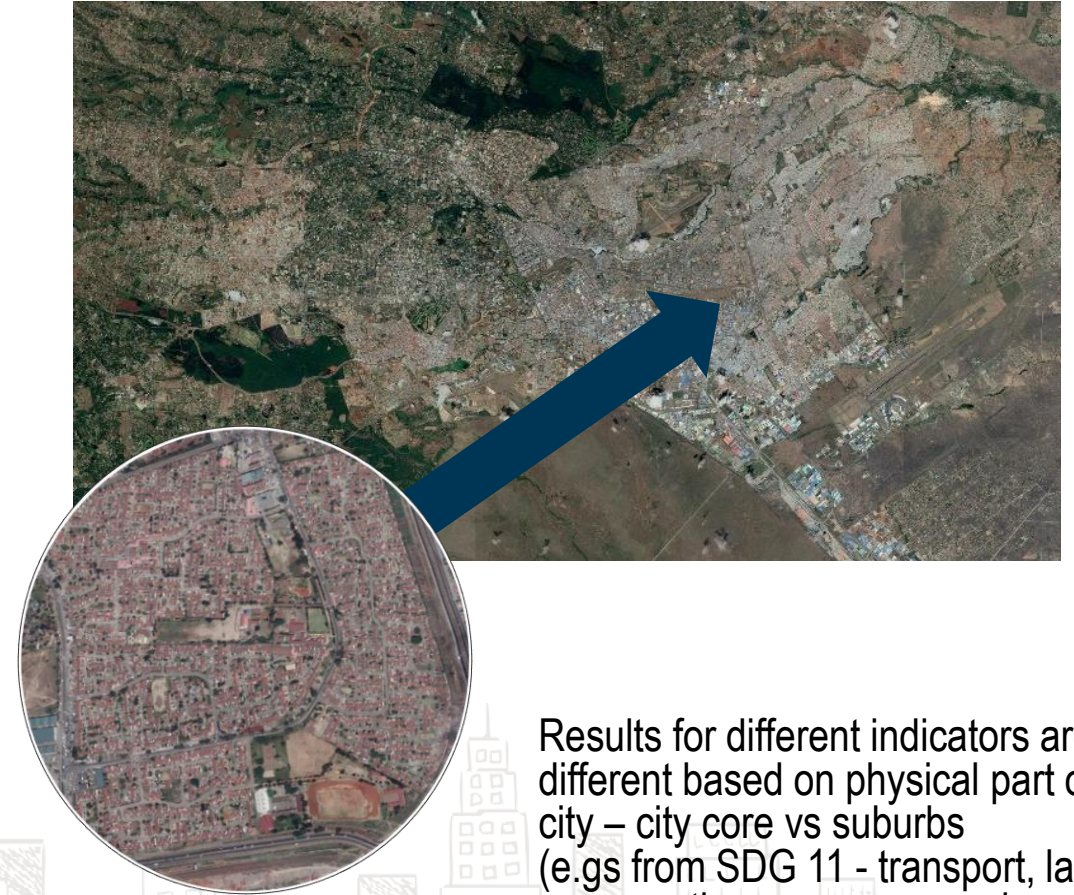 Results for different indicators ar
different based on physical part o
city – city core vs suburbs
(e.gs from SDG 11 - transport, la